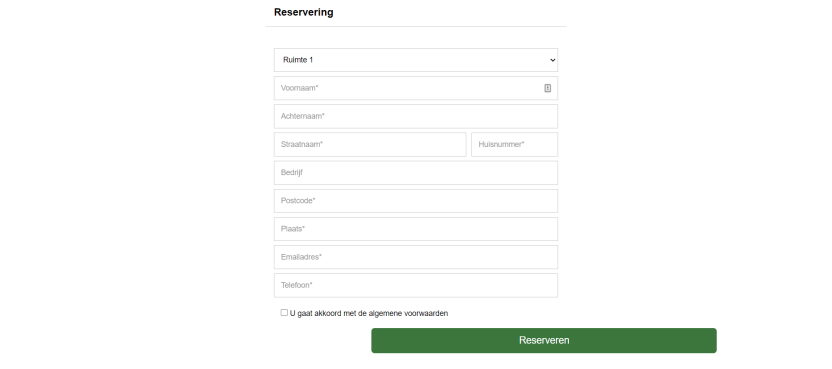 Reservering
Ruimte 1
Voornaam*
Achternaam*
Straatnaam* Huisnummer*
Bedrijf
Postcode*
Plaats*
Emailadres*
Telefoon*
U gaat akkoord met de algemene voorwaarden
Reserveren